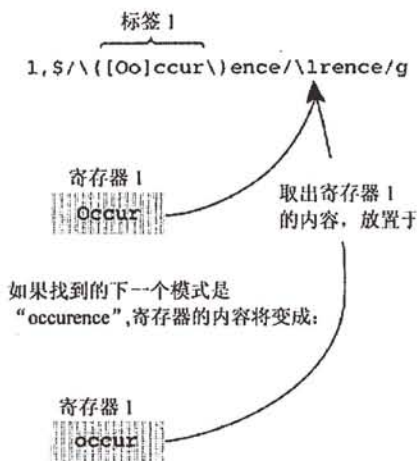 标签 1
1,$/\([Oo]ccur\)ence/\1rence/g
寄存器 1
Occur
取出寄存器 1
的内容，放置于
如果找到的下一个模式是
“occurence”,寄存器的内容将变成：
寄存器 1
occur